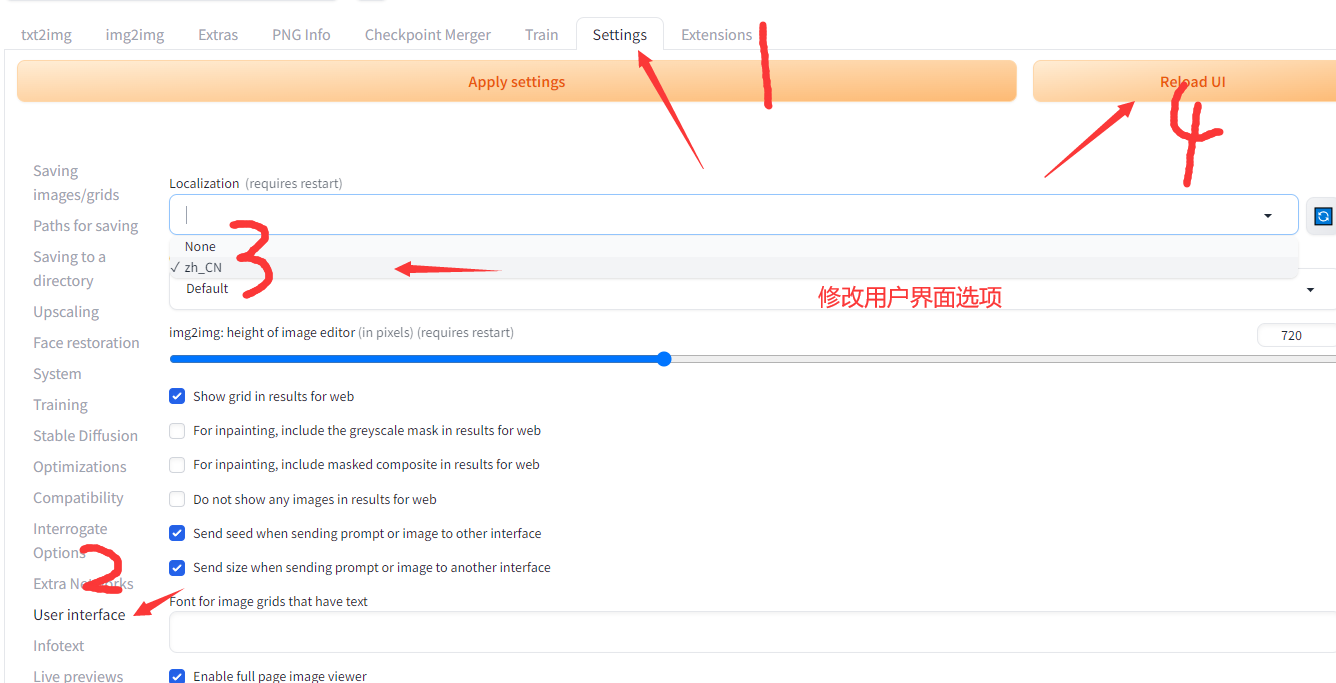 txt2img img2img Extras PNG Info Checkpoint Merger Train Settings Extensions 1
Apply settings Reload UI
4
Saving
images/grids
Paths for saving
Saving to a
directory
Upscaling
Face restoration
System
Training
Stable Diffusion
Optimizations
Compatibility
Interrogate
Options
Extra Networks
2
User interface
Infotext
Live previews
Localization (requires restart)
None
3
✓ zh_CN
Default
修改用户界面选项
img2img: height of image editor (in pixels) (requires restart) 720
Show grid in results for web
For inpainting, include the greyscale mask in results for web
For inpainting, include masked composite in results for web
Do not show any images in results for web
Send seed when sending prompt or image to other interface
Send size when sending prompt or image to another interface
Font for image grids that have text
Enable full page image viewer